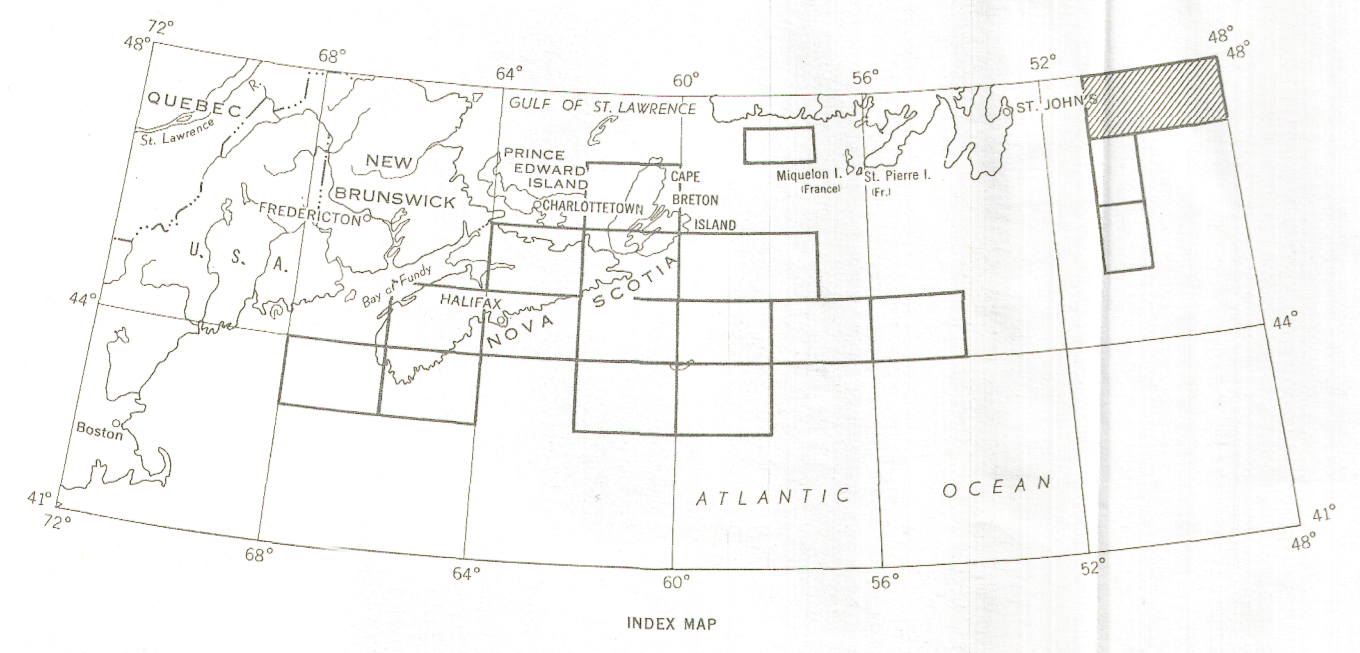 72°
48°
68°
64°
60°
56°
52°
48°
48°
QUEBEC
R.
St. Lawrence
GULF OF ST. LAWRENCE
ST. JOHN'S
NEW
BRUNSWICK
PRINCE
EDWARD
ISLAND
CAPE
BRETON
ISLAND
Miquelon I.
(France)
St. Pierre I.
(Fr.)
CHARLOTTETOWN
FREDERICTON
U. S. A.
Bay of Fundy
HALIFAX
NOVA SCOTIA
44°
44°
Boston
ATLANTIC OCEAN
41°
72°
68°
64°
60°
56°
52°
41°
48°
INDEX MAP